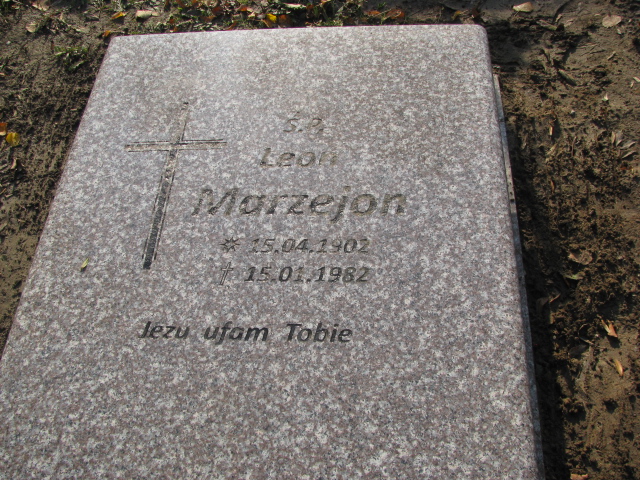 Ś.P.
Leon
Marzejon
* 15.04.1902
† 15.01.1982
Jezu ufam Tobie